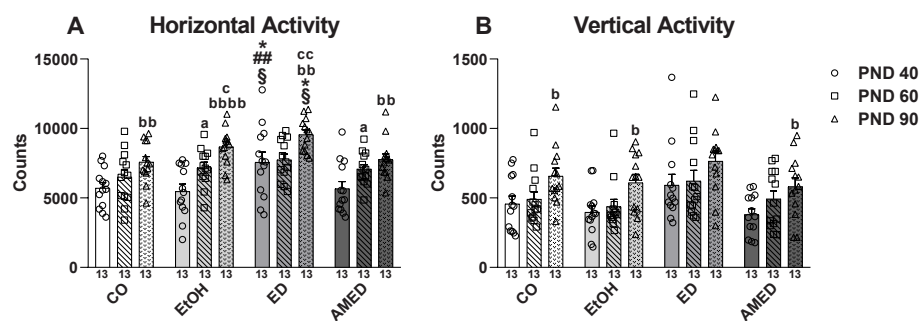 A Horizontal Activity
15000
10000
5000
0
Counts
*
##
§
cc
bb
*
§
c
bbbb
bb
a
a
bb
13 13 13 13 13 13 13 13 13 13 13 13
CO EtOH ED AMED
B Vertical Activity
1500
1000
500
0
Counts
b
b
b
13 13 13 13 13 13 13 13 13 13 13 13
CO EtOH ED AMED
PND 40
PND 60
PND 90